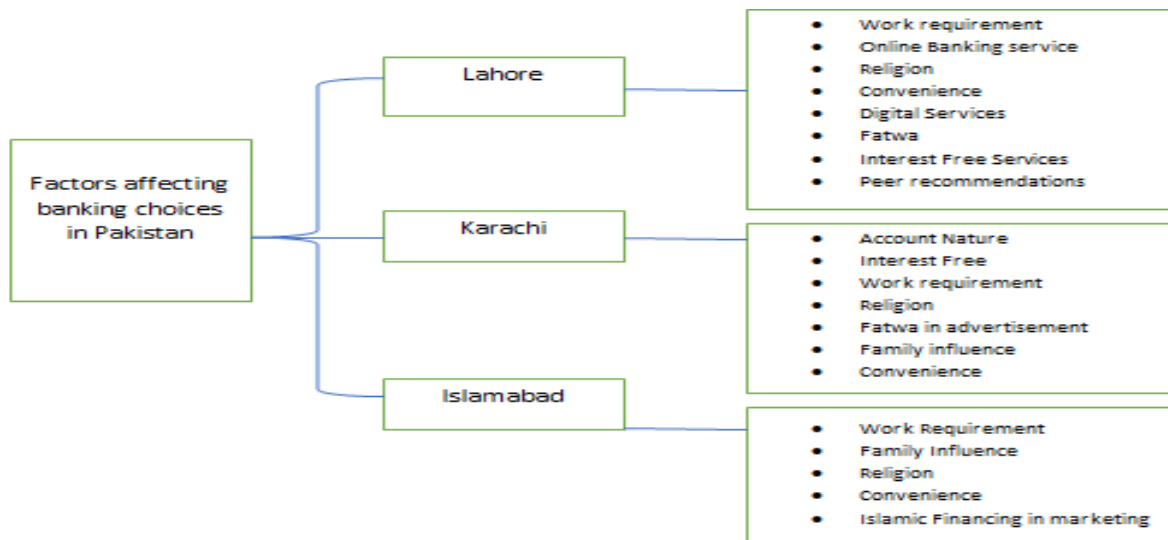 Factors affecting
banking choices
in Pakistan
Lahore
• Work requirement
• Online Banking service
• Religion
• Convenience
• Digital Services
• Fatwa
• Interest Free Services
• Peer recommendations
Karachi
• Account Nature
• Interest Free
• Work requirement
• Religion
• Fatwa in advertisement
• Family influence
• Convenience
Islamabad
• Work Requirement
• Family Influence
• Religion
• Convenience
• Islamic Financing in marketing